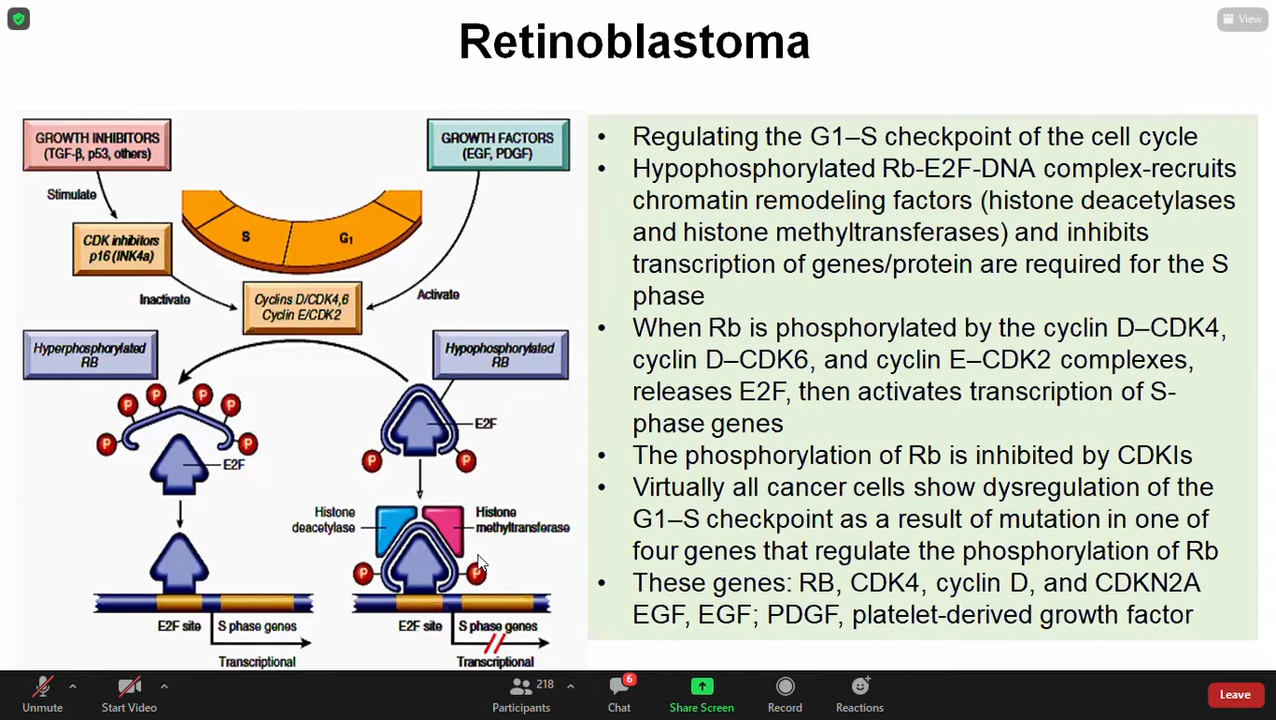 View
Retinoblastoma
GROWTH INHIBITORS
(TGF-β, p53, others)
GROWTH FACTORS
(EGF, PDGF)
Stimulate
S
G1
CDK inhibitors
p16 (INK4a)
Inactivate
Cyclins D/CDK4,6
Cyclin E/CDK2
Activate
Hyperphosphorylated
RB
Hypophosphorylated
RB
P
P
P
P
P
P
E2F
E2F
P
P
Histone
deacetylase
Histone
methyltransferase
P
P
E2F site
S phase genes
Transcriptional
E2F site
S phase genes
Transcriptional
• Regulating the G1–S checkpoint of the cell cycle
• Hypophosphorylated Rb-E2F-DNA complex-recruits
chromatin remodeling factors (histone deacetylases
and histone methyltransferases) and inhibits
transcription of genes/protein are required for the S
phase
• When Rb is phosphorylated by the cyclin D–CDK4,
cyclin D–CDK6, and cyclin E–CDK2 complexes,
releases E2F, then activates transcription of S-
phase genes
• The phosphorylation of Rb is inhibited by CDKIs
• Virtually all cancer cells show dysregulation of the
G1–S checkpoint as a result of mutation in one of
four genes that regulate the phosphorylation of Rb
• These genes: RB, CDK4, cyclin D, and CDKN2A
EGF, EGF; PDGF, platelet-derived growth factor
Unmute
Start Video
218
Participants
6
Chat
Share Screen
Record
Reactions
Leave